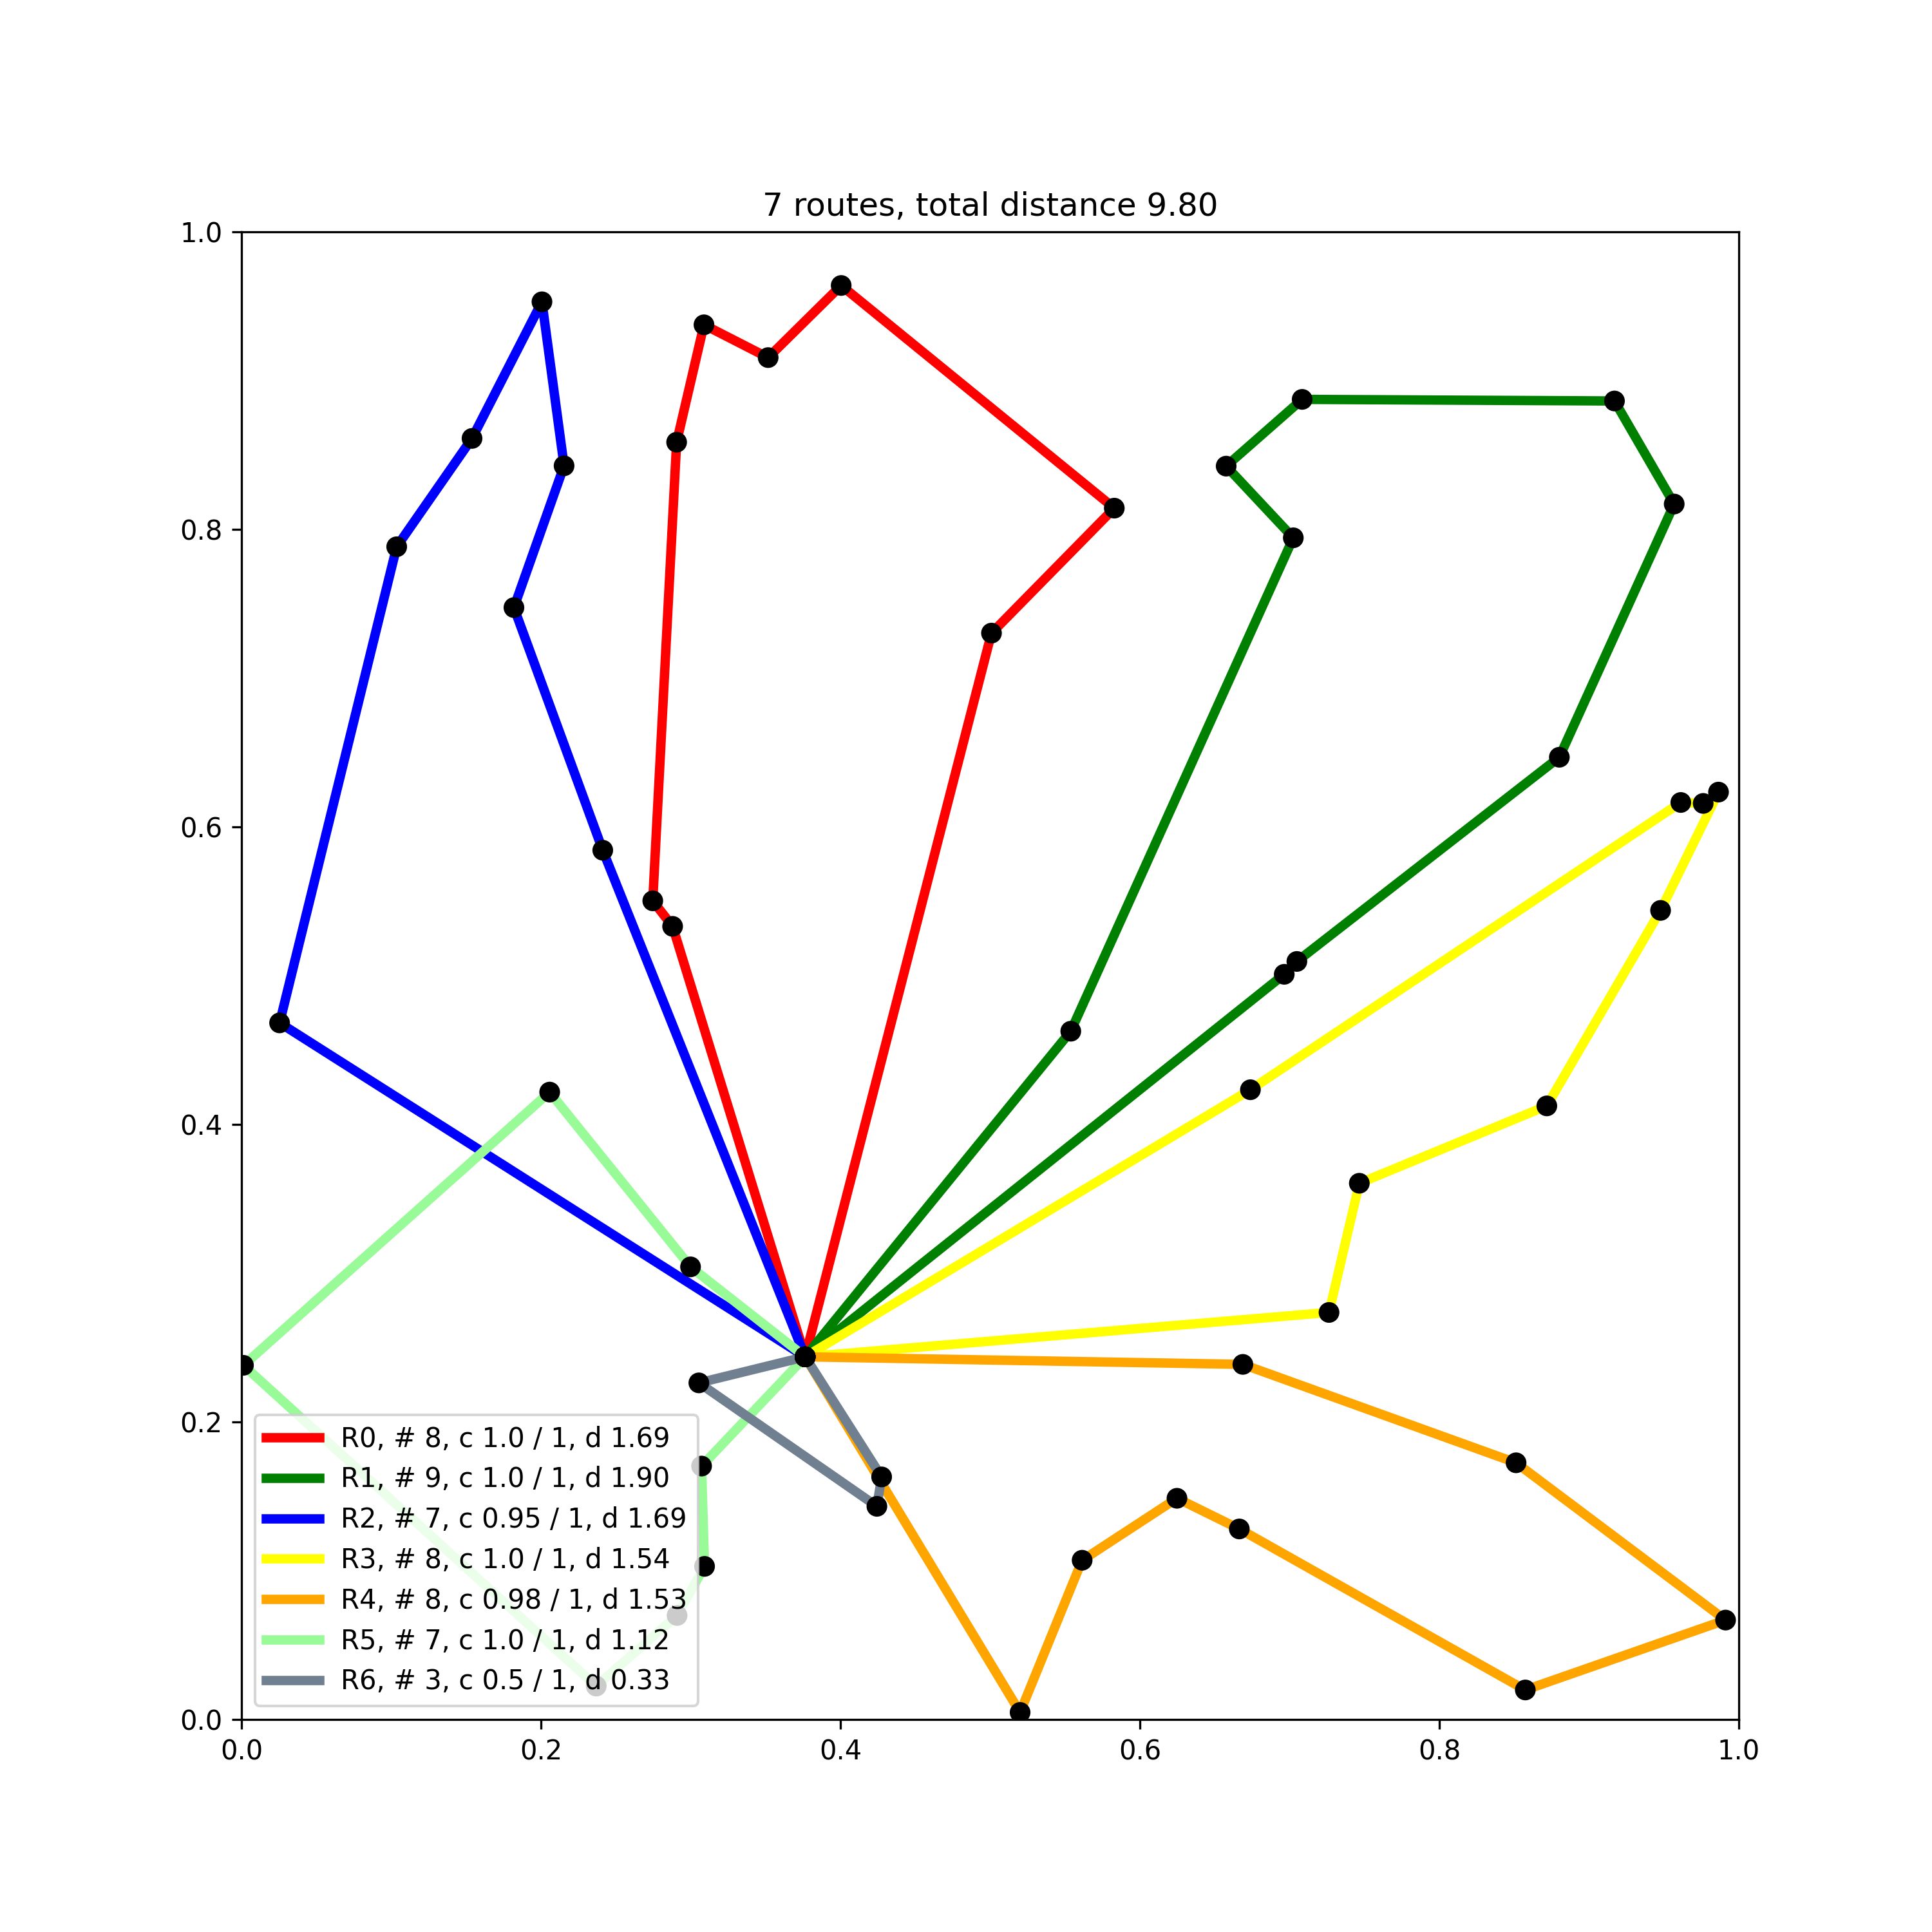 7 routes, total distance 9.80
1.0
0.8
0.6
0.4
0.2
0.0
R0, # 8, c 1.0 / 1, d 1.69
R1, # 9, c 1.0 / 1, d 1.90
R2, # 7, c 0.95 / 1, d 1.69
R3, # 8, c 1.0 / 1, d 1.54
R4, # 8, c 0.98 / 1, d 1.53
R5, # 7, c 1.0 / 1, d 1.12
R6, # 3, c 0.5 / 1, d 0.33
0.0 0.2 0.4 0.6 0.8 1.0